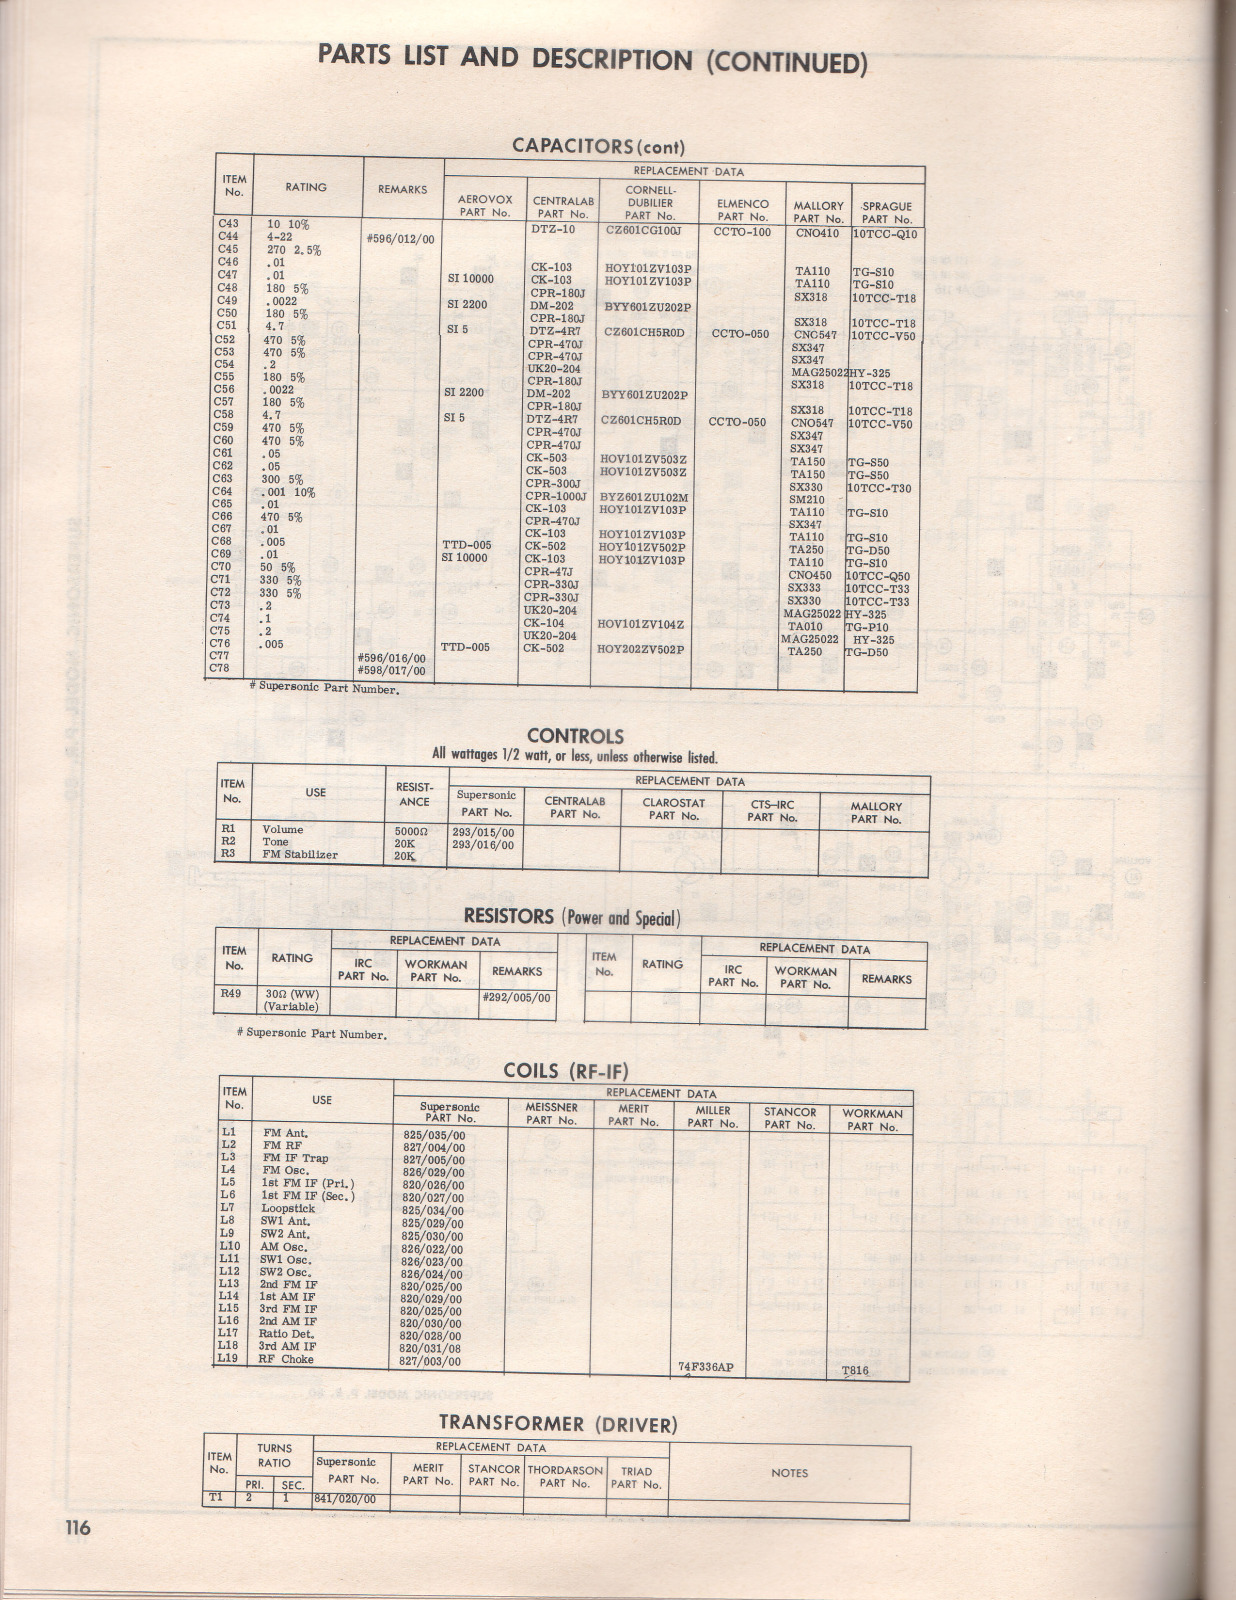 PARTS LIST AND DESCRIPTION (CONTINUED)
CAPACITORS (cont)
ITEM No. RATING REMARKS REPLACEMENT DATA
AEROVOX PART No. CENTRALAB PART No. CORNELL-DUBILIER PART No. ELMENCO PART No. MALLORY PART No. SPRAGUE PART No.
C43 10 10% DTZ-10 CZ601CG100J CCTO-100 CNO410 10TCC-Q10
C44 4-22 #596/012/00
C45 270 2.5%
C46 .01 CK-103 HOY101ZV103P TA110 TG-S10
C47 .01 SI 10000 CK-103 HOY101ZV103P TA110 TG-S10
C48 180 5% CPR-180J SX318 10TCC-T18
C49 .0022 SI 2200 DM-202 BYY601ZU202P
C50 180 5% CPR-180J SX318 10TCC-T18
C51 4.7 SI 5 DTZ-4R7 CZ601CH5R0D CCTO-050 CNO547 10TCC-V50
C52 470 5% CPR-470J SX347
C53 470 5% CPR-470J SX347
C54 .2 UK20-204 MAG25022 HY-325
C55 180 5% CPR-180J SX318 10TCC-T18
C56 .0022 SI 2200 DM-202 BYY601ZU202P
C57 180 5% CPR-180J SX318 10TCC-T18
C58 4.7 SI 5 DTZ-4R7 CZ601CH5R0D CCTO-050 CNO547 10TCC-V50
C59 470 5% CPR-470J SX347
C60 470 5% CPR-470J SX347
C61 .05 CK-503 HOV101ZV503Z TA150 TG-S50
C62 .05 CK-503 HOV101ZV503Z TA150 TG-S50
C63 300 5% CPR-300J SX330 10TCC-T30
C64 .001 10% CPR-1000J BYZ601ZU102M SM210
C65 .01 CK-103 HOY101ZV103P TA110 TG-S10
C66 470 5% CPR-470J SX347
C67 .01 CK-103 HOY101ZV103P TA110 TG-S10
C68 .005 TTD-005 CK-502 HOY101ZV502P TA250 TG-D50
C69 .01 SI 10000 CK-103 HOY101ZV103P TA110 TG-S10
C70 50 5% CPR-47J CNO450 10TCC-Q50
C71 330 5% CPR-330J SX333 10TCC-T33
C72 330 5% CPR-330J SX330 10TCC-T33
C73 .2 UK20-204 MAG25022 HY-325
C74 .1 CK-104 HOV101ZV104Z TA010 TG-P10
C75 .2 UK20-204 MAG25022 HY-325
C76 .005 TTD-005 CK-502 HOY202ZV502P TA250 TG-D50
C77 #596/016/00
C78 #598/017/00
# Supersonic Part Number.
CONTROLS
All wattages 1/2 watt, or less, unless otherwise listed.
ITEM No. USE RESIST-ANCE REPLACEMENT DATA
Supersonic PART No. CENTRALAB PART No. CLAROSTAT PART No. CTS-IRC PART No. MALLORY PART No.
R1 Volume 5000Ω 293/015/00
R2 Tone 20K 293/016/00
R3 FM Stabilizer 20K
RESISTORS (Power and Special)
ITEM No. RATING REPLACEMENT DATA ITEM No. RATING REPLACEMENT DATA
IRC PART No. WORKMAN PART No. REMARKS IRC PART No. WORKMAN PART No. REMARKS
R49 30Ω (WW) #292/005/00
(Variable)
# Supersonic Part Number.
COILS (RF-IF)
ITEM No. USE REPLACEMENT DATA
Supersonic PART No. MEISSNER PART No. MERIT PART No. MILLER PART No. STANCOR PART No. WORKMAN PART No.
L1 FM Ant. 825/035/00
L2 FM RF 827/004/00
L3 FM IF Trap 827/005/00
L4 FM Osc. 826/029/00
L5 1st FM IF (Pri.) 820/026/00
L6 1st FM IF (Sec.) 820/027/00
L7 Loopstick 825/034/00
L8 SW1 Ant. 825/029/00
L9 SW2 Ant. 825/030/00
L10 AM Osc. 826/022/00
L11 SW1 Osc. 826/023/00
L12 SW2 Osc. 826/024/00
L13 2nd FM IF 820/025/00
L14 1st AM IF 820/029/00
L15 3rd FM IF 820/025/00
L16 2nd AM IF 820/030/00
L17 Ratio Det. 820/028/00
L18 3rd AM IF 820/031/08
L19 RF Choke 827/003/00 74F336AP T816
TRANSFORMER (DRIVER)
ITEM No. TURNS RATIO REPLACEMENT DATA NOTES
PRI. SEC. Supersonic PART No. MERIT PART No. STANCOR PART No. THORDARSON PART No. TRIAD PART No.
T1 2 1 841/020/00
116